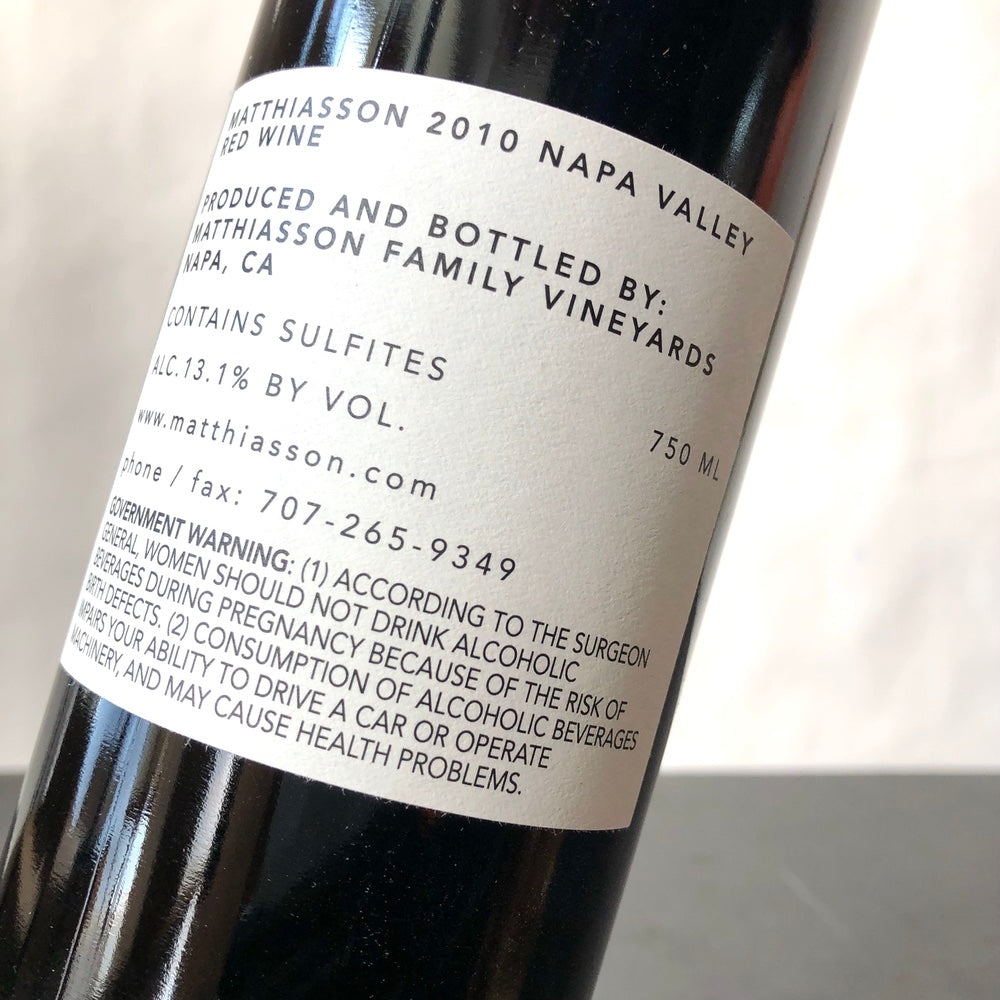 MATTHIASSON 2010 NAPA VALLEY
RED WINE
PRODUCED AND BOTTLED BY:
MATTHIASSON FAMILY VINEYARDS
NAPA, CA
CONTAINS SULFITES
ALC.13.1% BY VOL.
750 ML
www.matthiasson.com
phone / fax: 707-265-9349
GOVERNMENT WARNING: (1) ACCORDING TO THE SURGEON
GENERAL, WOMEN SHOULD NOT DRINK ALCOHOLIC
BEVERAGES DURING PREGNANCY BECAUSE OF THE RISK OF
BIRTH DEFECTS. (2) CONSUMPTION OF ALCOHOLIC BEVERAGES
IMPAIRS YOUR ABILITY TO DRIVE A CAR OR OPERATE
MACHINERY, AND MAY CAUSE HEALTH PROBLEMS.